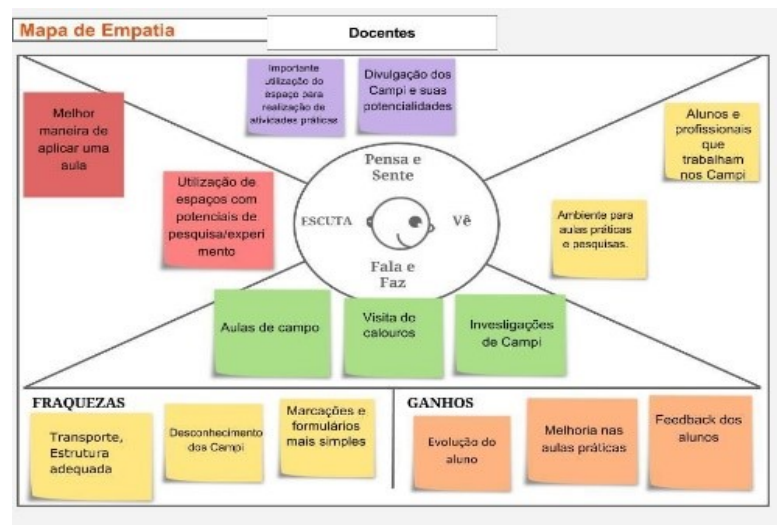 Mapa de Empatia
Docentes
Importante
utilização do
espaço para
realização de
atividades práticas
Divulgação dos
Campi e suas
potencialidades
Melhor
maneira de
aplicar uma
aula
Utilização de
espaços com
potenciais de
pesquisa/experi
mento
Pensa e
Sente
ESCUTA
Vê
Fala e
Faz
Alunos e
profissionais
que
trabalham
nos Campi
Ambiente para
aulas práticas
e pesquisas.
Aulas de campo
Visita de
calouros
Investigações
de Campi
FRAQUEZAS
Transporte,
Estrutura
adequada
Desconhecimento
dos Campi
Marcações e
formulários
mais simples
GANHOS
Evolução do
aluno
Melhoria nas
aulas práticas
Feedback dos
alunos